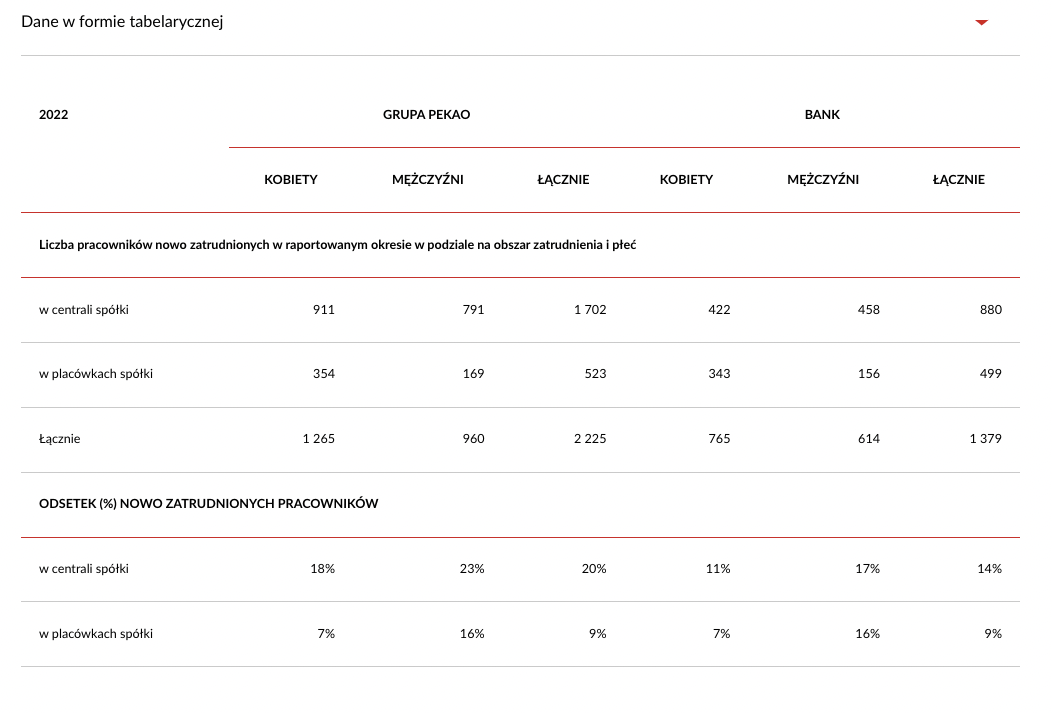 Dane w formie tabelarycznej
2022 GRUPA PEKAO BANK
KOBIETY MĘŻCZYŹNI ŁĄCZNIE KOBIETY MĘŻCZYŹNI ŁĄCZNIE
Liczba pracowników nowo zatrudnionych w raportowanym okresie w podziale na obszar zatrudnienia i płeć
w centrali spółki 911 791 1 702 422 458 880
w placówkach spółki 354 169 523 343 156 499
Łącznie 1 265 960 2 225 765 614 1 379
ODSETEK (%) NOWO ZATRUDNIONYCH PRACOWNIKÓW
w centrali spółki 18% 23% 20% 11% 17% 14%
w placówkach spółki 7% 16% 9% 7% 16% 9%